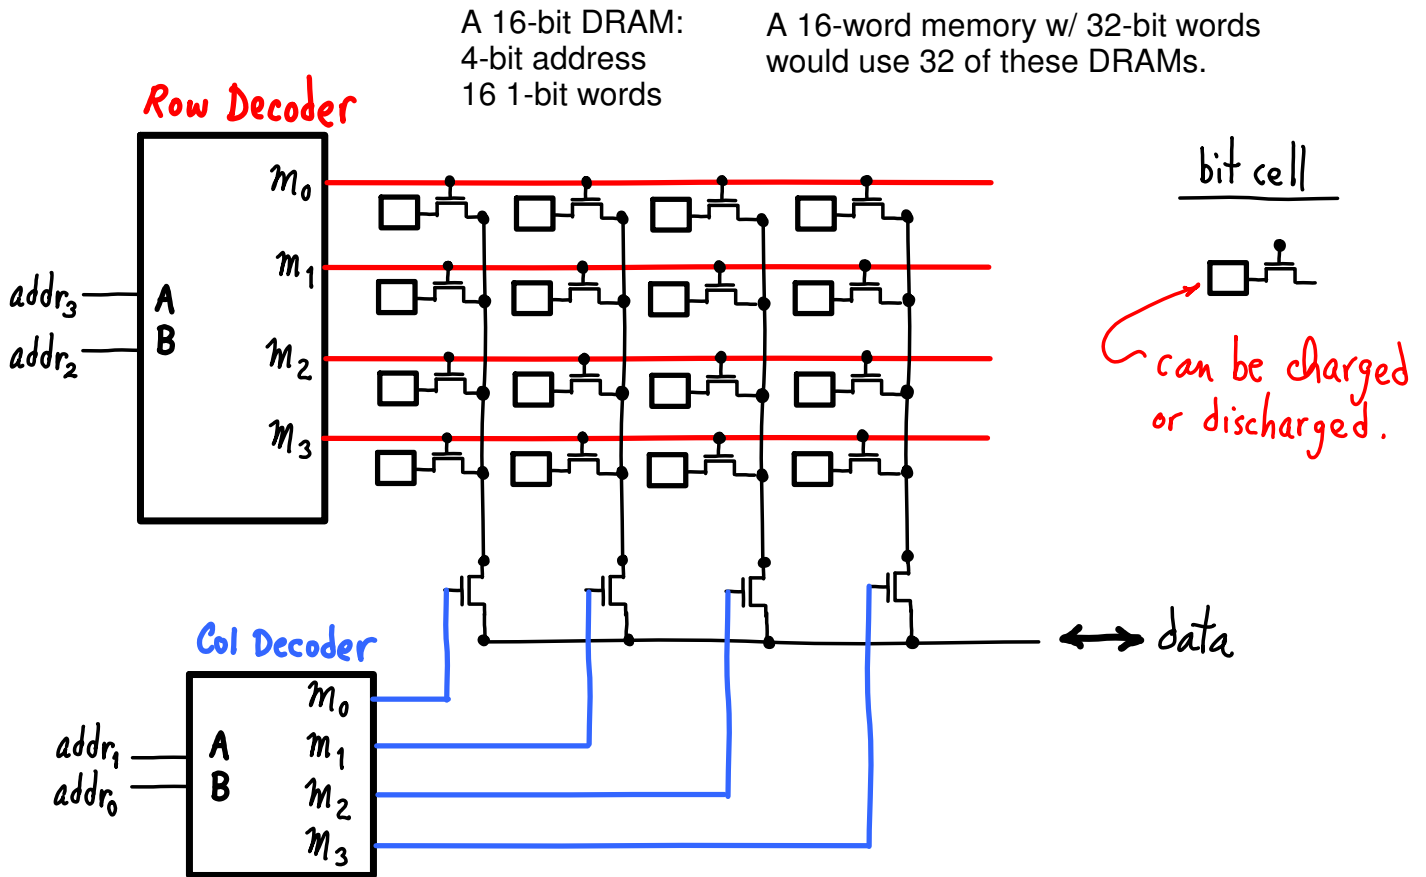 A 16-bit DRAM:
4-bit address
16 1-bit words
A 16-word memory w/ 32-bit words
would use 32 of these DRAMs.
Row Decoder
m₀
m₁
addr₃
A
addr₂
B
m₂
m₃
bit cell
can be charged
or discharged.
Col Decoder
m₀
addr₁
A
m₁
addr₀
B
m₂
m₃
data